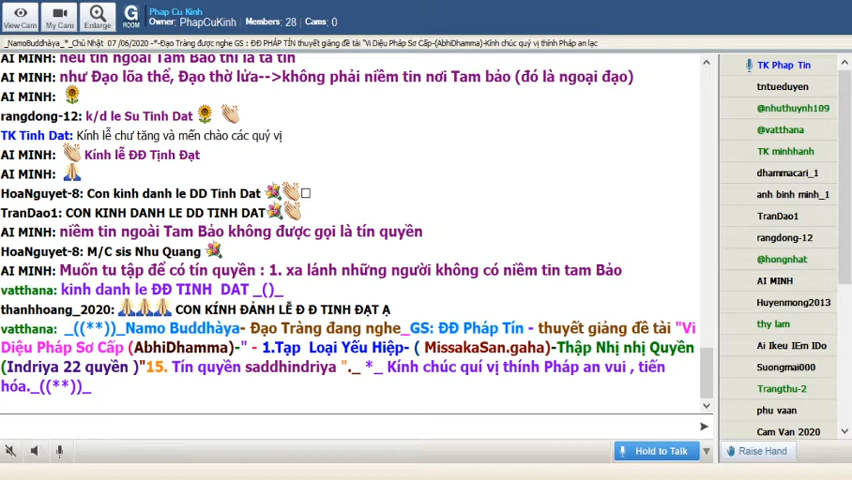 Phap Cu Kinh
Owner: PhapCuKinh Members: 28 Cams: 0
View Cam My Cam Enlarge G ROOM
_NamoBuddhàya_*_Chủ Nhật 07 /06/2020 -*-Đạo Tràng được nghe GS : ĐĐ PHÁP TÍN thuyết giảng đề tài "Vi Diệu Pháp Sơ Cấp-(AbhiDhamma)-Kính chúc quý vị thính Pháp an lạc
AI MINH: nếu tin ngoài Tam Bảo thì là tà tín
AI MINH: như Đạo lõa thể, Đạo thờ lửa-->không phải niềm tin nơi Tam bảo (đó là ngoại đạo)
AI MINH: 🌻
rangdong-12: k/d le Su Tinh Dat 🌻 👏
TK Tinh Dat: Kính lễ chư tăng và mến chào các quý vị
AI MINH: 👏 Kính lễ ĐĐ Tịnh Đạt
AI MINH: 🙏
HoaNguyet-8: Con kinh danh le DD Tinh Dat 💐👏□
TranDao1: CON KINH DANH LE DD TINH DAT💐👏
AI MINH: niềm tin ngoài Tam Bảo không được gọi là tín quyền
HoaNguyet-8: M/C sis Nhu Quang 💐
AI MINH: Muốn tu tập để có tín quyền : 1. xa lánh những người không có niềm tin tam Bảo
vatthana: kinh danh le ĐĐ TINH DAT _()_
thanhhoang_2020: 🙏🙏🙏 CON KÍNH ĐẢNH LỄ Đ Đ TINH ĐẠT Ạ
vatthana: _((**))_Namo Buddhàya- Đạo Tràng đang nghe_GS: ĐĐ Pháp Tín - thuyết giảng đề tài "Vi
Diệu Pháp Sơ Cấp (AbhiDhamma)-" - 1.Tạp Loại Yếu Hiệp- ( MissakaSan.gaha)-Thập Nhị nhị Quyền
(Indriya 22 quyền )"15. Tín quyền saddhindriya "._ *_ Kính chúc quí vị thính Pháp an vui , tiến
hóa._((**))_
Hold to Talk
TK Phap Tin
tntueduyen
@nhuthuynh109
@vatthana
TK minhhanh
dhammacari_1
anh binh minh_1
TranDao1
rangdong-12
@hongnhat
AI MINH
Huyenmong2013
thy lam
Ai Ikeu IEm IDo
Suongmai000
Trangthu-2
phu vaan
Cam Van 2020
Raise Hand